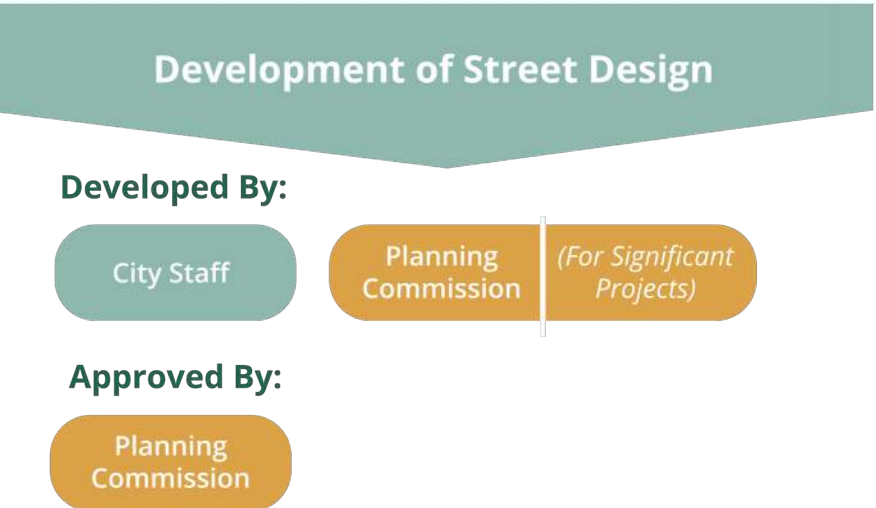 Development of Street Design
Developed By:
City Staff
Planning
Commission
(For Significant
Projects)
Approved By:
Planning
Commission